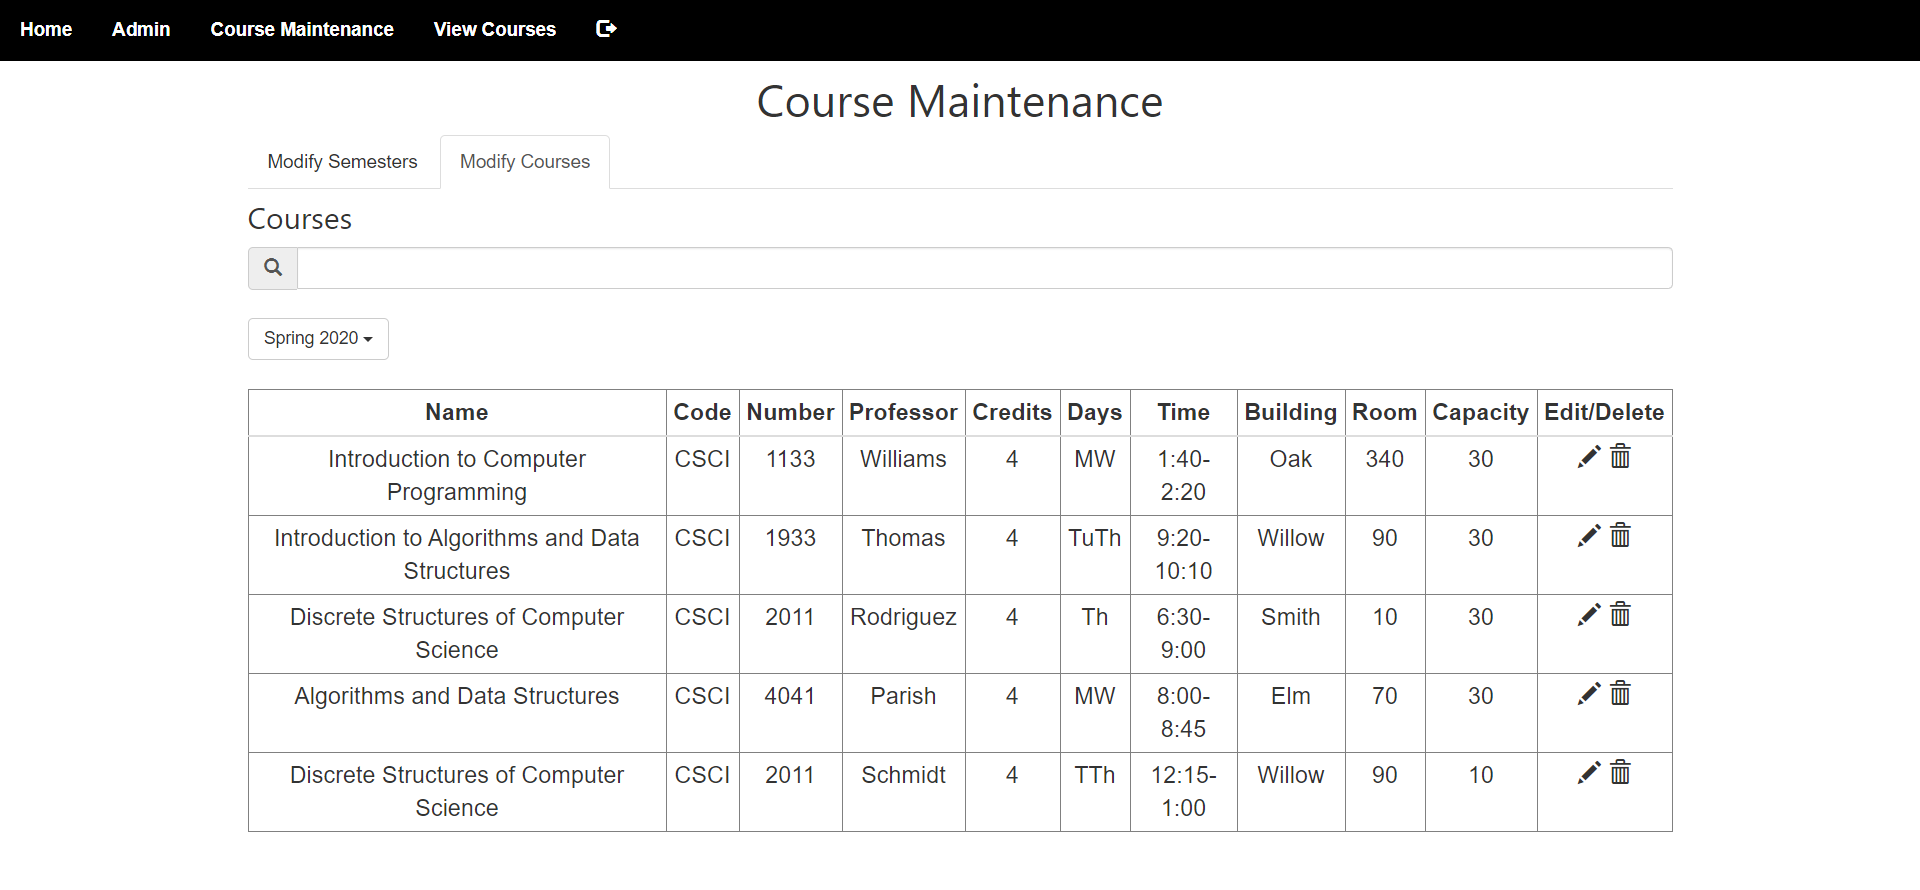 Home Admin Course Maintenance View Courses
Course Maintenance
Modify Semesters Modify Courses
Courses
Spring 2020
Name Code Number Professor Credits Days Time Building Room Capacity Edit/Delete
Introduction to Computer CSCI 1133 Williams 4 MW 1:40- Oak 340 30
Programming 2:20
Introduction to Algorithms and Data CSCI 1933 Thomas 4 TuTh 9:20- Willow 90 30
Structures 10:10
Discrete Structures of Computer CSCI 2011 Rodriguez 4 Th 6:30- Smith 10 30
Science 9:00
Algorithms and Data Structures CSCI 4041 Parish 4 MW 8:00- Elm 70 30
8:45
Discrete Structures of Computer CSCI 2011 Schmidt 4 TTh 12:15- Willow 90 10
Science 1:00